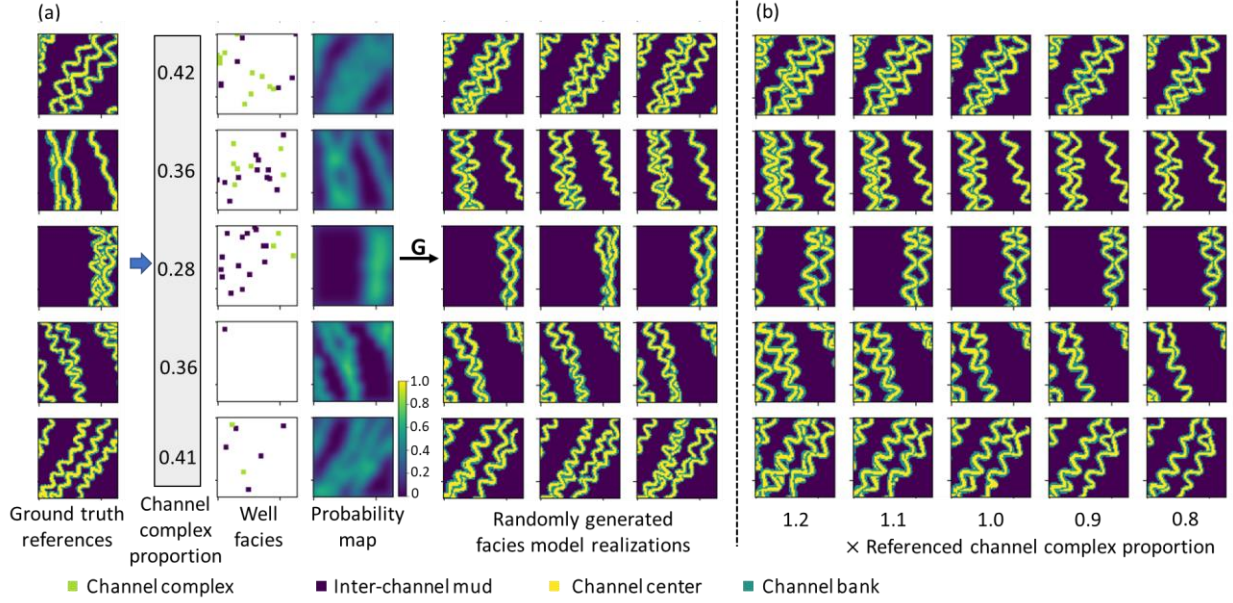 (a)
(b)
0.42
0.36
0.28
0.36
0.41
G
1.0
0.8
0.6
0.4
0.2
0
Ground truth
references
Channel
complex
proportion
Well
facies
Probability
map
Randomly generated
facies model realizations
1.2 1.1 1.0 0.9 0.8
× Referenced channel complex proportion
Channel complex Inter-channel mud Channel center Channel bank